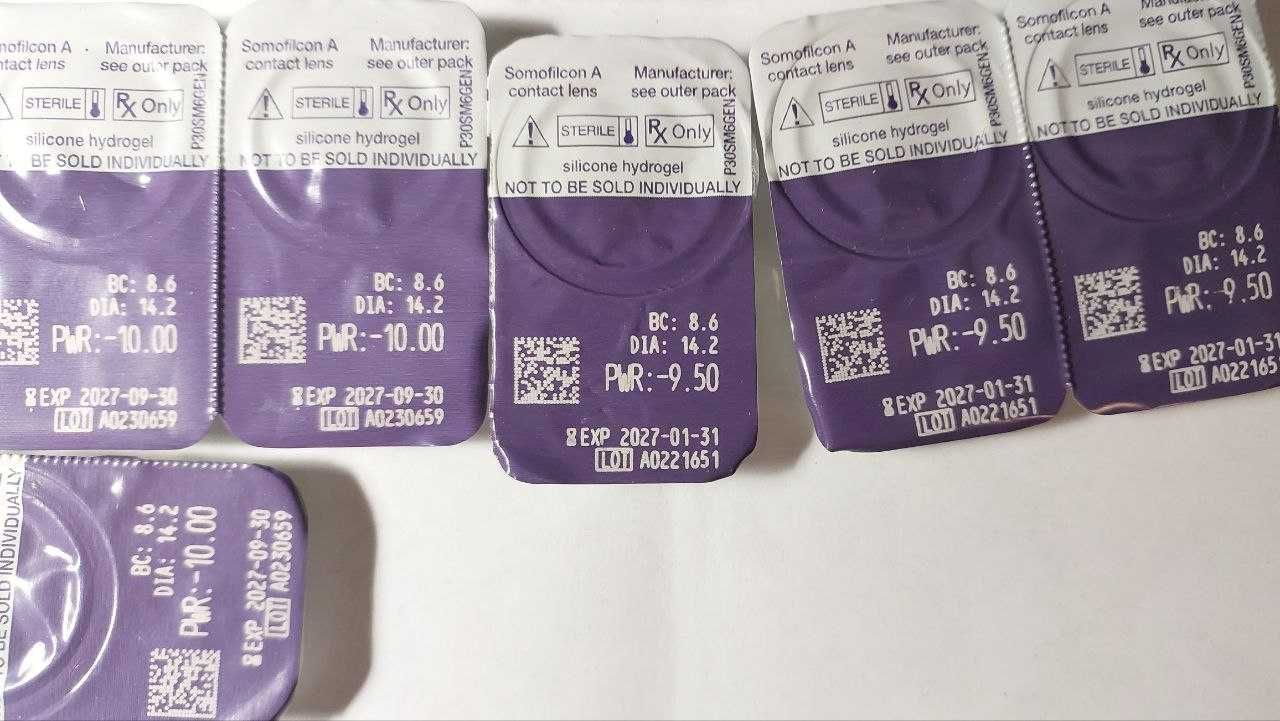 contact lens
Manufacturer:
see outer pack
STERILE
Rx Only
P30SM6GEN
silicone hydrogel
BE SOLD INDIVIDUALLY
BC: 8.6
DIA: 14.2
PWR:-10.00
EXP 2027-09-30
LOT A0230659
Somofilcon A
contact lens
Manufacturer:
see outer pack
STERILE
Rx Only
P30SM6GEN
silicone hydrogel
NOT TO BE SOLD INDIVIDUALLY
BC: 8.6
DIA: 14.2
PWR:-10.00
EXP 2027-09-30
LOT A0230659
Somofilcon A
contact lens
Manufacturer:
see outer pack
STERILE
Rx Only
P30SM6GEN
silicone hydrogel
NOT TO BE SOLD INDIVIDUALLY
BC: 8.6
DIA: 14.2
PWR:-9.50
EXP 2027-01-31
LOT A0221651
Somofilcon A
contact lens
Manufacturer:
see outer pack
STERILE
Rx Only
P30SM6GEN
silicone hydrogel
NOT TO BE SOLD INDIVIDUALLY
BC: 8.6
DIA: 14.2
PWR:-9.50
EXP 2027-01-31
LOT A0221651
Somofilcon A
contact lens
see outer pack
STERILE
Rx Only
P30SM6GEN
silicone hydrogel
NOT TO BE SOLD INDIVIDUALLY
BC: 8.6
DIA: 14.2
PWR:-9.50
EXP 2027-01-31
LOT A022165
BE SOLD INDIVIDUALLY
BC: 8.6
DIA: 14.2
PWR:-10.00
EXP 2027-09-30
LOT A0230659